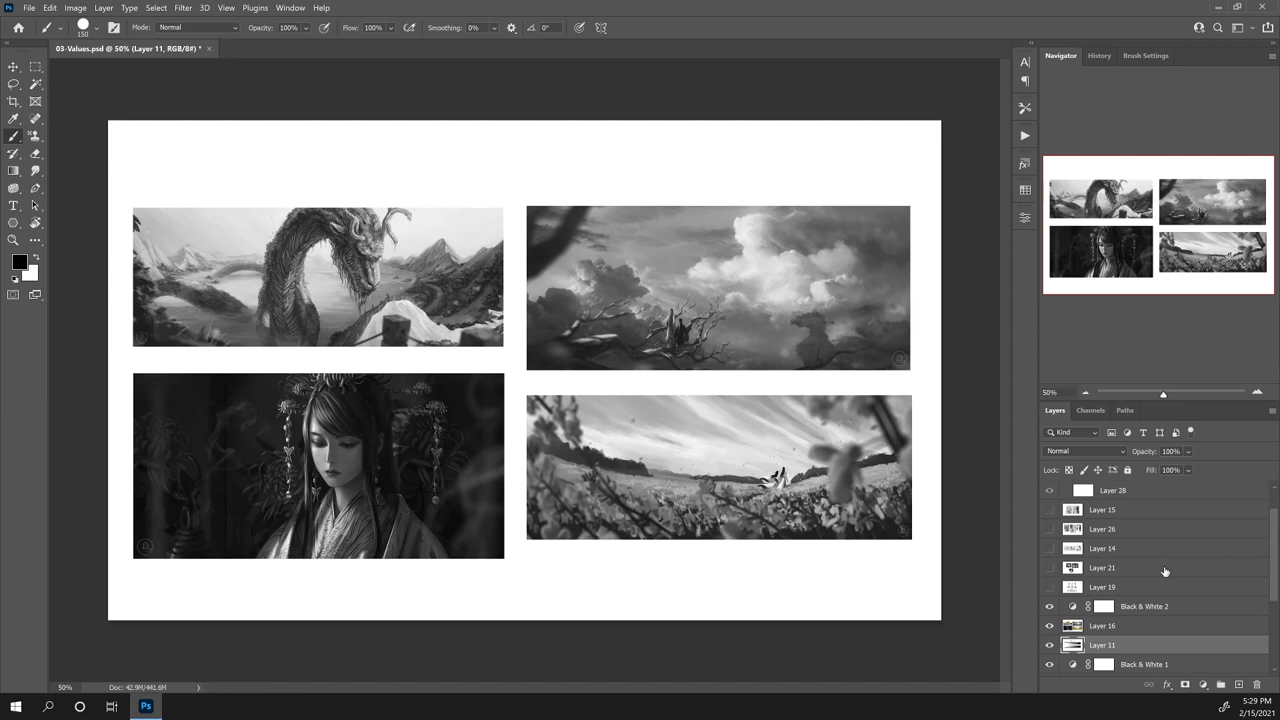 Ps File Edit Image Layer Type Select Filter 3D View Plugins Window Help
150 Mode: Normal Opacity: 100% Flow: 100% Smoothing: 0% 0°
03-Values.psd @ 50% (Layer 11, RGB/8#) * ×
Navigator History Brush Settings
50%
Layers Channels Paths
Kind
Normal Opacity: 100%
Lock: Fill: 100%
Layer 28
Layer 15
Layer 26
Layer 14
Layer 21
Layer 19
Black & White 2
Layer 16
Layer 11
Black & White 1
50% Doc: 42.9M/441.6M
Ps
5:29 PM
2/15/2021